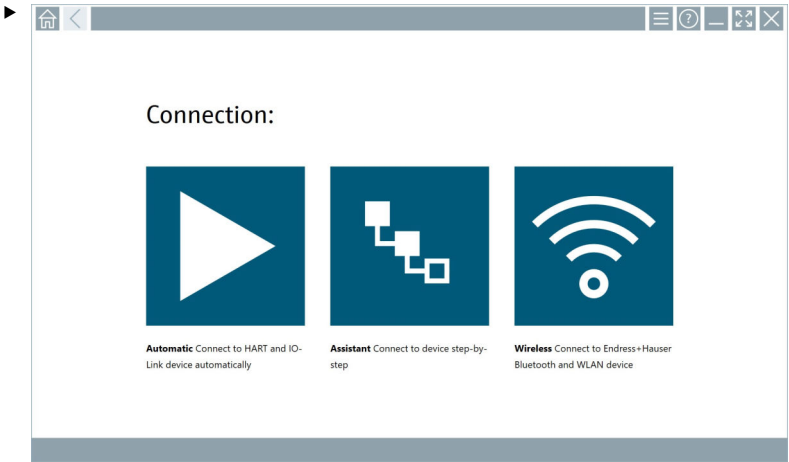 Connection:
Automatic Connect to HART and IO-
Link device automatically
Assistant Connect to device step-by-
step
Wireless Connect to Endress+Hauser
Bluetooth and WLAN device